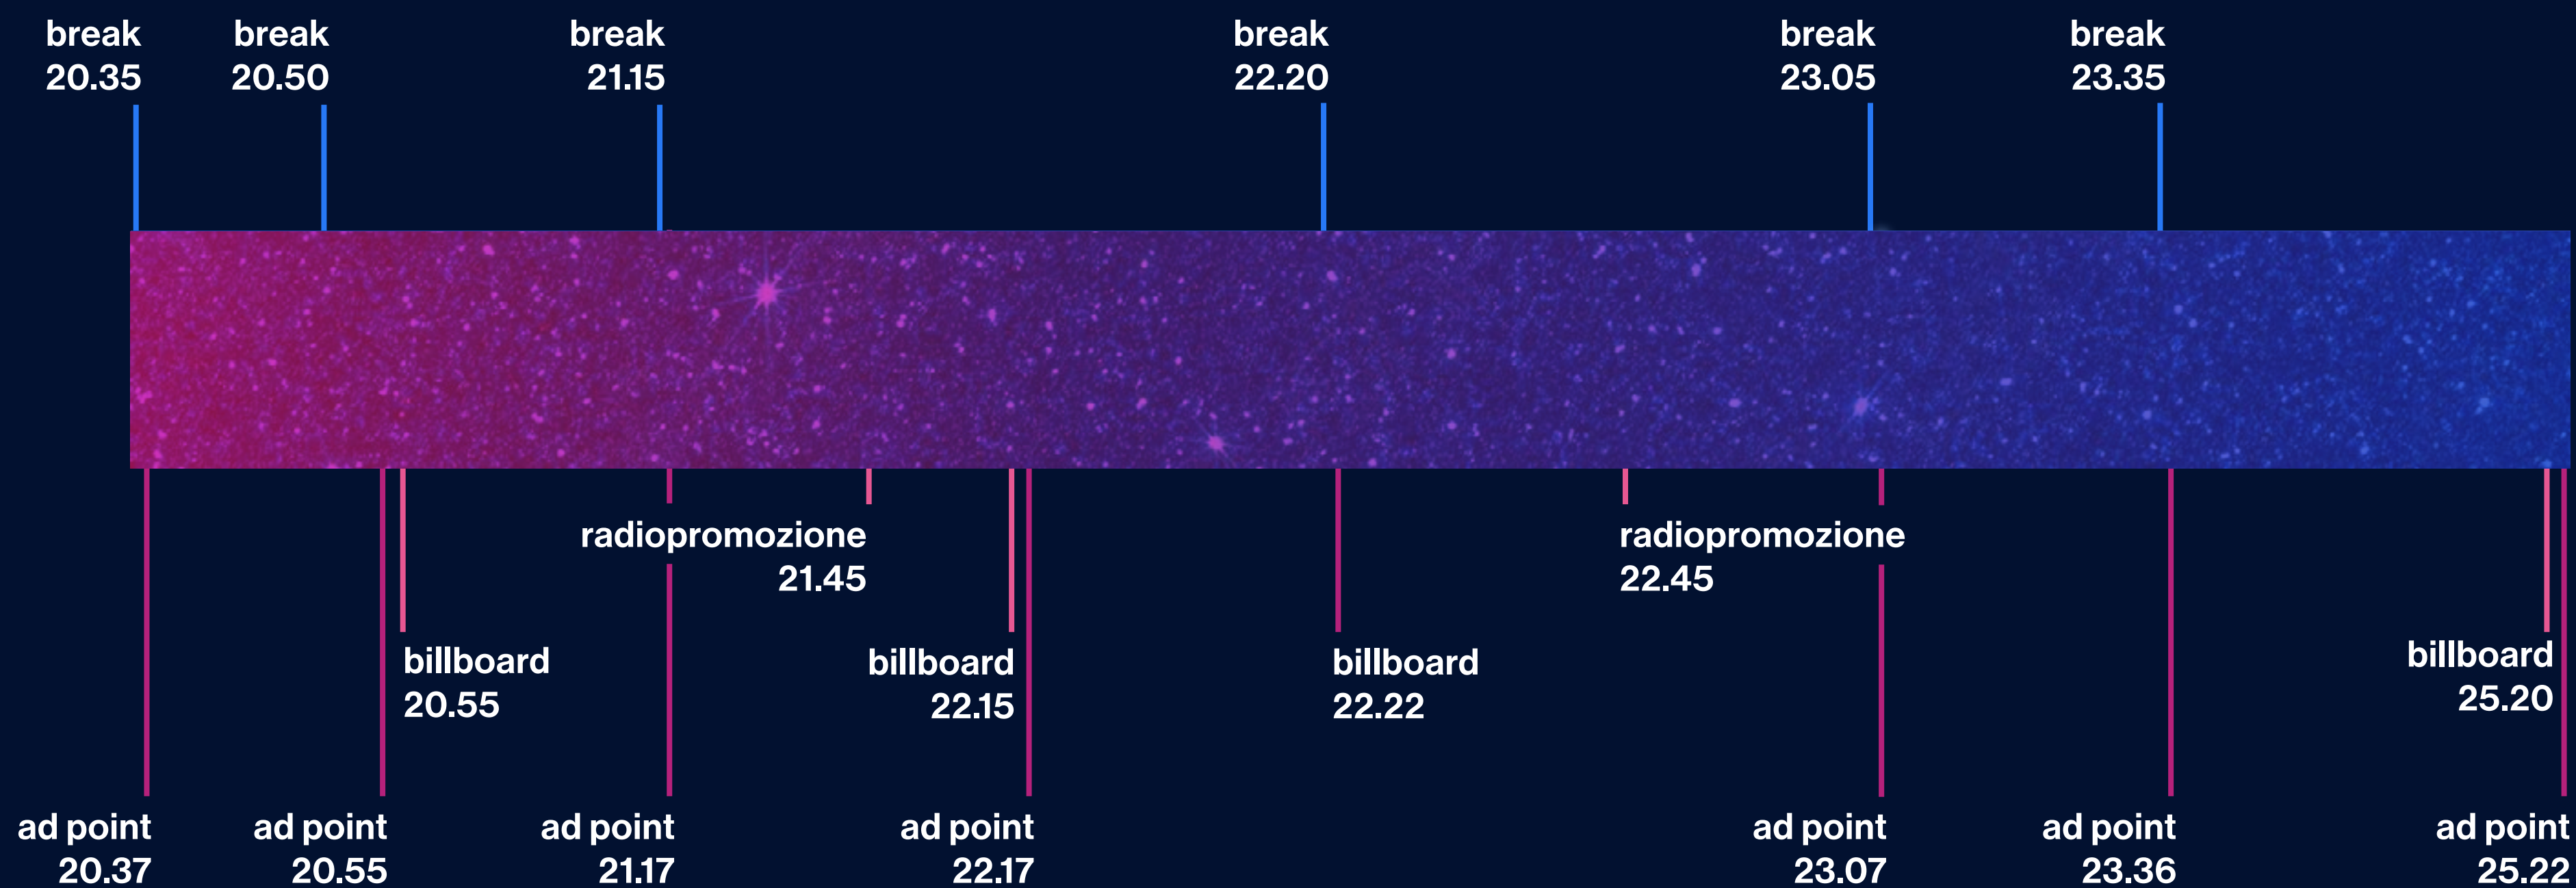 break
20.35
break
20.50
break
21.15
break
22.20
break
23.05
break
23.35
radiopromozione
21.45
radiopromozione
22.45
billboard
20.55
billboard
22.15
billboard
22.22
billboard
25.20
ad point
20.37
ad point
20.55
ad point
21.17
ad point
22.17
ad point
23.07
ad point
23.36
ad point
25.22